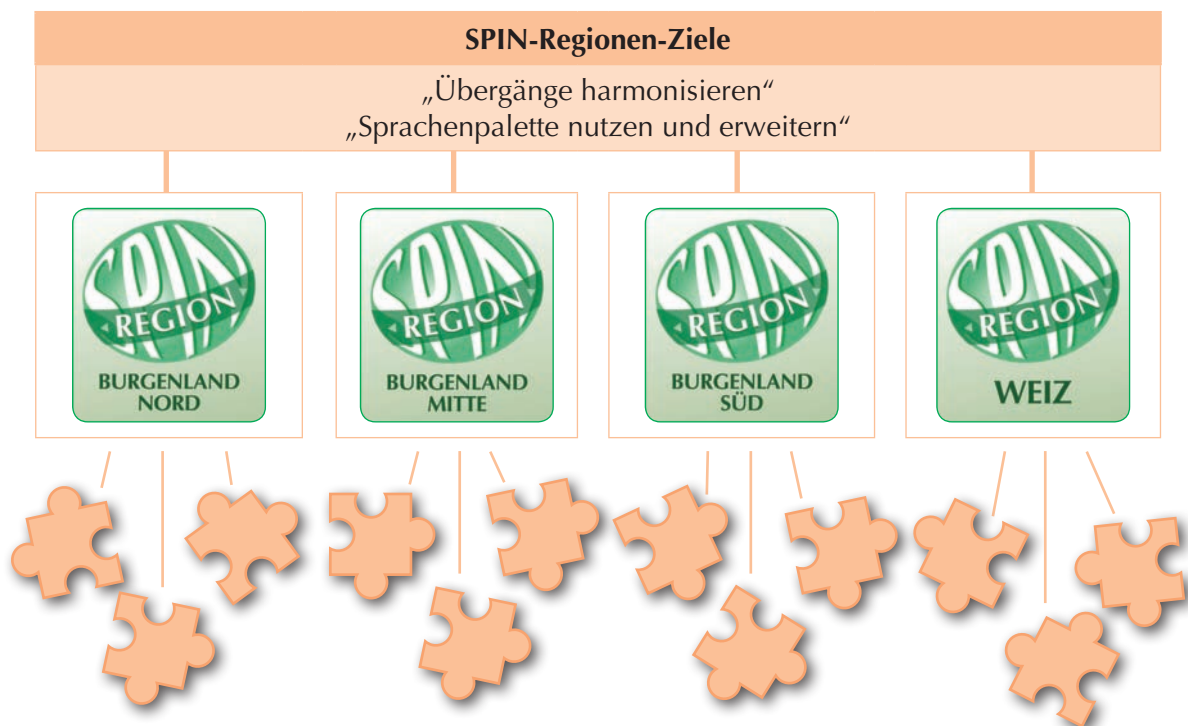 SPIN-Regionen-Ziele
„Übergänge harmonisieren“
„Sprachenpalette nutzen und erweitern“
SPIN
REGION
BURGENLAND
NORD
SPIN
REGION
BURGENLAND
MITTE
SPIN
REGION
BURGENLAND
SÜD
SPIN
REGION
WEIZ